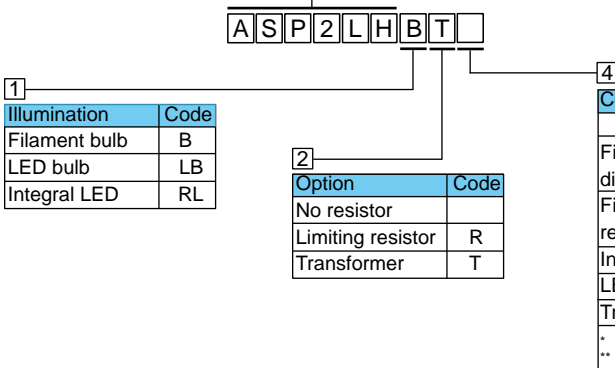 ASP2LHBT
1
Illumination Code
Filament bulb B
LED bulb LB
Integral LED RL
2
Option Code
No resistor
Limiting resistor R
Transformer T
4
*
**